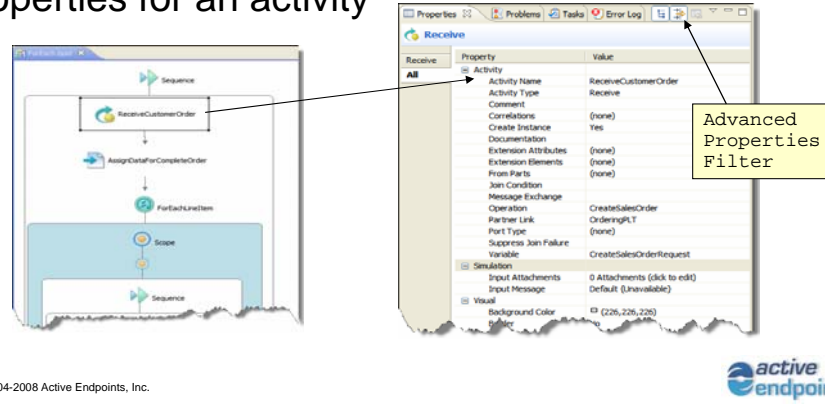 operties for an activity
ForEach.bpel
Sequence
ReceiveCustomerOrder
AssignDataForCompleteOrder
ForEachLineItem
Scope
Sequence
Properties Problems Tasks Error Log
Receive
Receive
All
Property Value
Activity
Activity Name ReceiveCustomerOrder
Activity Type Receive
Comment
Correlations (none)
Create Instance Yes
Documentation
Extension Attributes (none)
Extension Elements (none)
From Parts (none)
Join Condition
Message Exchange
Operation CreateSalesOrder
Partner Link OrderingPLT
Port Type (none)
Suppress Join Failure
Variable CreateSalesOrderRequest
Simulation
Input Attachments 0 Attachments (click to edit)
Input Message Default (Unavailable)
Visual
Background Color (226,226,226)
Advanced
Properties
Filter
04-2008 Active Endpoints, Inc.
active
endpoi